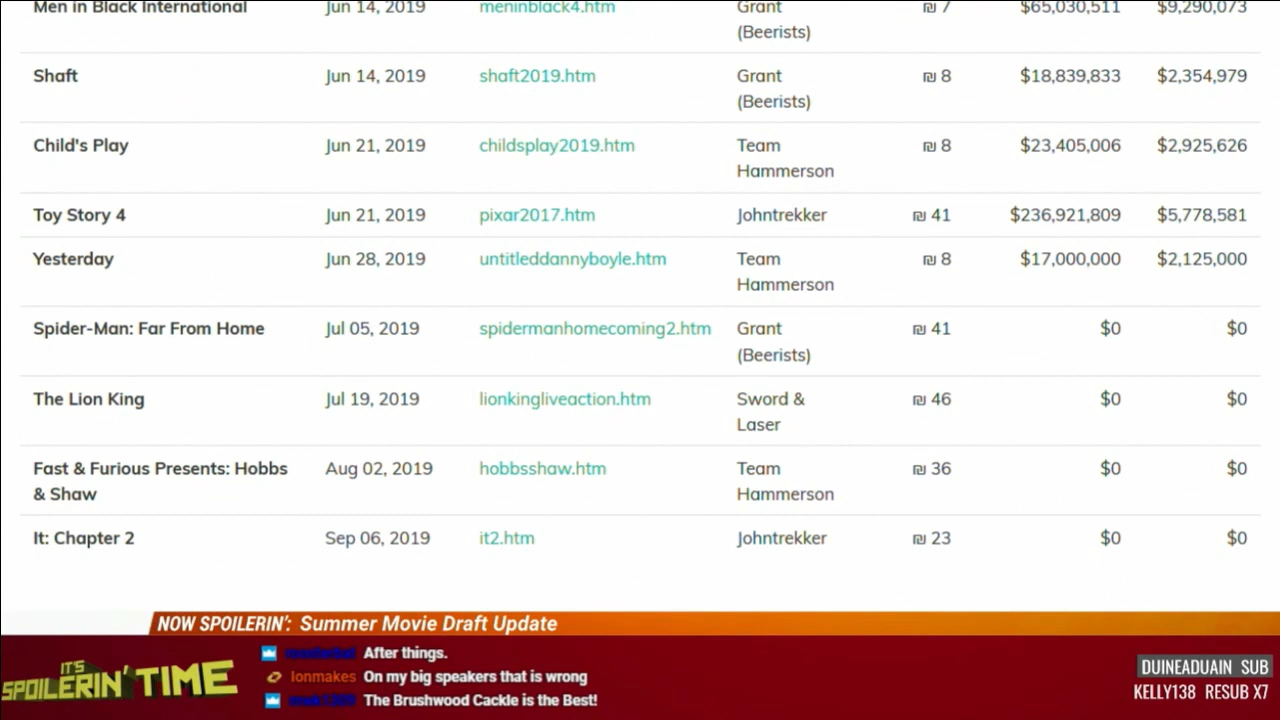 Men in Black International Jun 14, 2019 meninblack4.htm Grant ₪ 7 $65,030,511 $9,290,073
(Beerists)
Shaft Jun 14, 2019 shaft2019.htm Grant ₪ 8 $18,839,833 $2,354,979
(Beerists)
Child's Play Jun 21, 2019 childsplay2019.htm Team ₪ 8 $23,405,006 $2,925,626
Hammerson
Toy Story 4 Jun 21, 2019 pixar2017.htm Johntrekker ₪ 41 $236,921,809 $5,778,581
Yesterday Jun 28, 2019 untitleddannyboyle.htm Team ₪ 8 $17,000,000 $2,125,000
Hammerson
Spider-Man: Far From Home Jul 05, 2019 spidermanhomecoming2.htm Grant ₪ 41 $0 $0
(Beerists)
The Lion King Jul 19, 2019 lionkingliveaction.htm Sword & ₪ 46 $0 $0
Laser
Fast & Furious Presents: Hobbs Aug 02, 2019 hobbsshaw.htm Team ₪ 36 $0 $0
& Shaw Hammerson
It: Chapter 2 Sep 06, 2019 it2.htm Johntrekker ₪ 23 $0 $0
NOW SPOILERIN': Summer Movie Draft Update
IT'S
SPOILERIN' TIME
After things.
lonmakes On my big speakers that is wrong
The Brushwood Cackle is the Best!
DUINEADUAIN SUB
KELLY138 RESUB X7